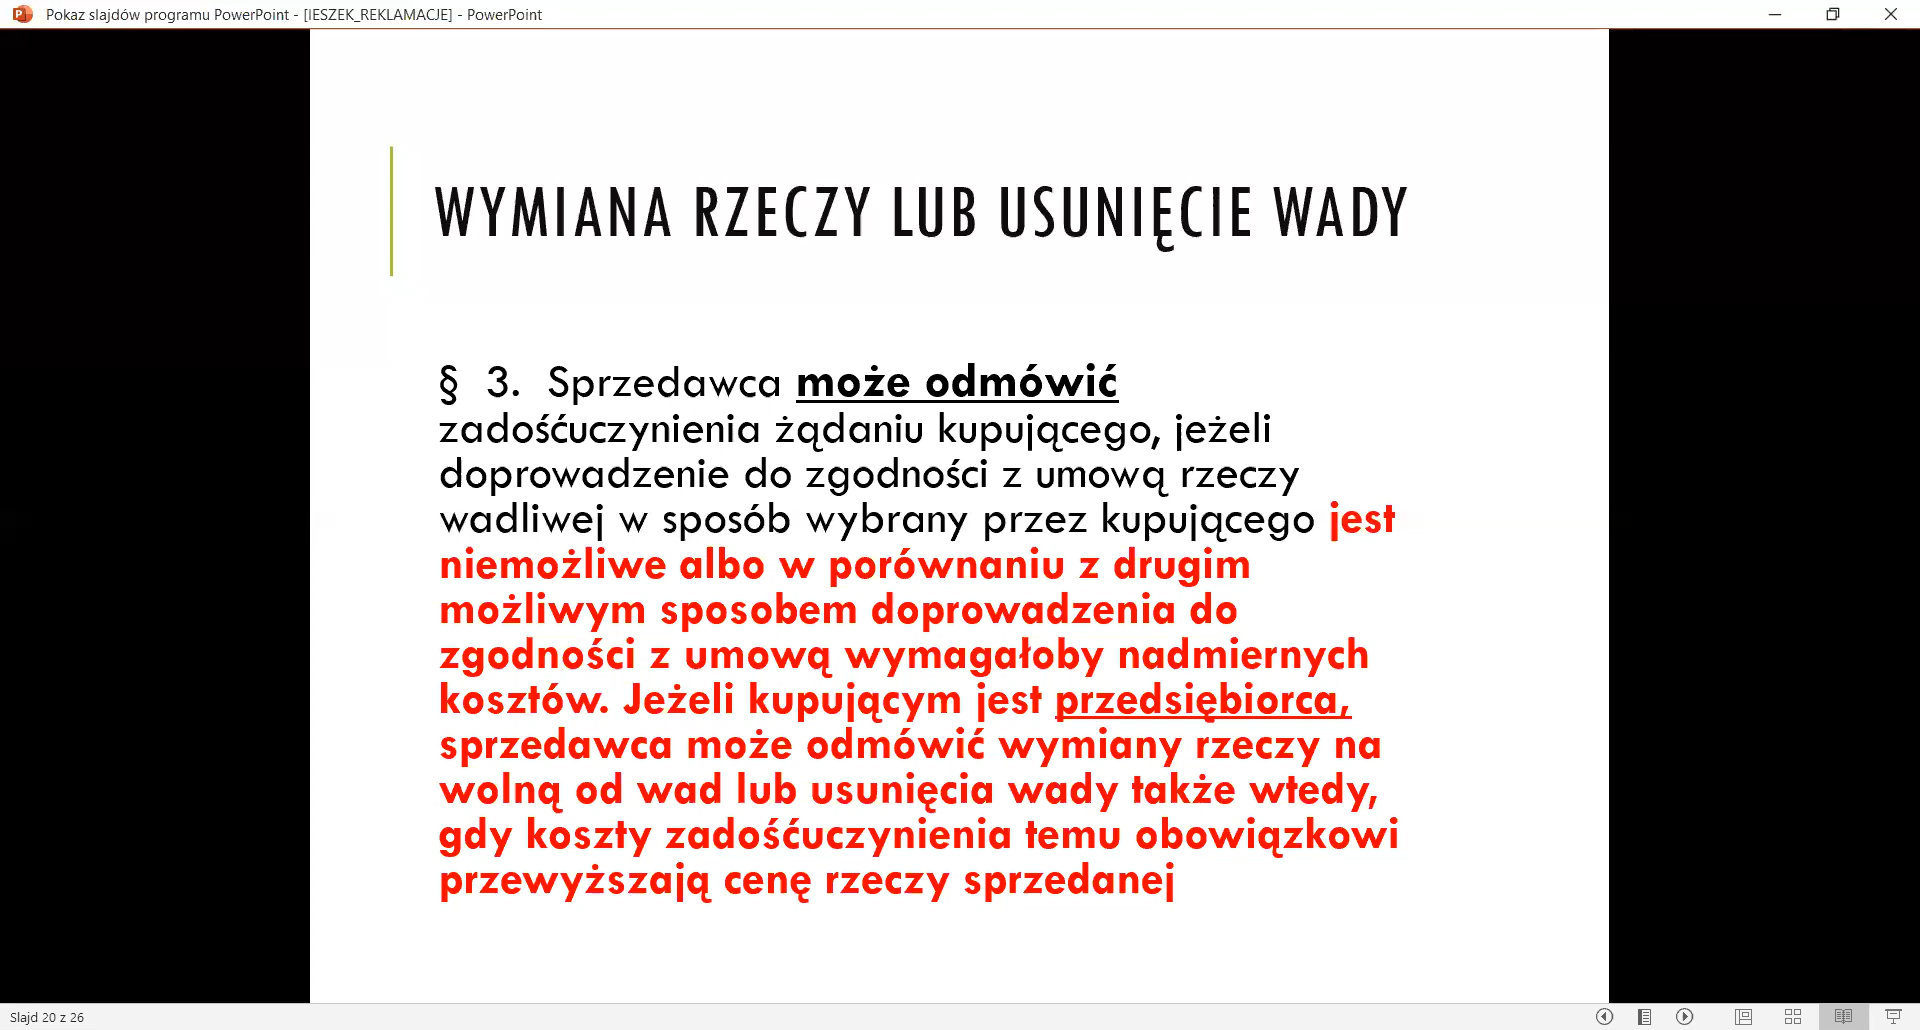 Pokaz slajdów programu PowerPoint - [IESZEK_REKLAMACJE] - PowerPoint
WYMIANA RZECZY LUB USUNIĘCIE WADY
§ 3. Sprzedawca może odmówić
zadośćuczynienia żądaniu kupującego, jeżeli
doprowadzenie do zgodności z umową rzeczy
wadliwej w sposób wybrany przez kupującego jest
niemożliwe albo w porównaniu z drugim
możliwym sposobem doprowadzenia do
zgodności z umową wymagałoby nadmiernych
kosztów. Jeżeli kupującym jest przedsiębiorca,
sprzedawca może odmówić wymiany rzeczy na
wolną od wad lub usunięcia wady także wtedy,
gdy koszty zadośćuczynienia temu obowiązkowi
przewyższają cenę rzeczy sprzedanej
Slajd 20 z 26